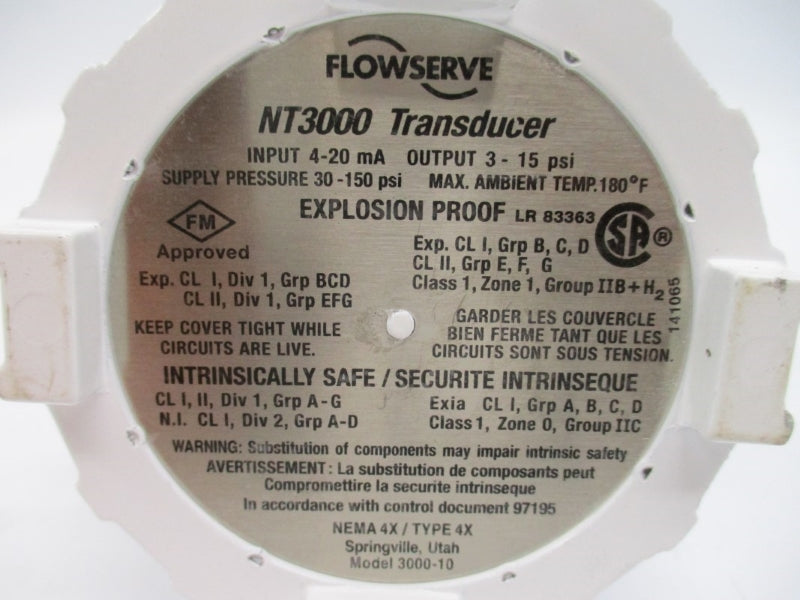 FLOWSERVE
NT3000 Transducer
INPUT 4-20 mA OUTPUT 3 - 15 psi
SUPPLY PRESSURE 30 -150 psi MAX. AMBIENT TEMP. 180°F
EXPLOSION PROOF LR 83363
FM
Approved
SA ®
Exp. CL I, Div 1, Grp BCD
CL II, Div 1, Grp EFG
Exp. CL I, Grp B, C, D
CL II, Grp E, F, G
Class 1, Zone 1, Group IIB + H2
141065
KEEP COVER TIGHT WHILE
CIRCUITS ARE LIVE.
GARDER LES COUVERCLE
BIEN FERME TANT QUE LES
CIRCUITS SONT SOUS TENSION.
INTRINSICALLY SAFE / SECURITE INTRINSEQUE
CL I, II, Div 1, Grp A-G
N.I. CL I, Div 2, Grp A-D
Exia CL I, Grp A, B, C, D
Class 1, Zone 0, Group IIC
WARNING: Substitution of components may impair intrinsic safety
AVERTISSEMENT : La substitution de composants peut
Compromettre la securite intrinseque
In accordance with control document 97195
NEMA 4X / TYPE 4X
Springville, Utah
Model 3000-10